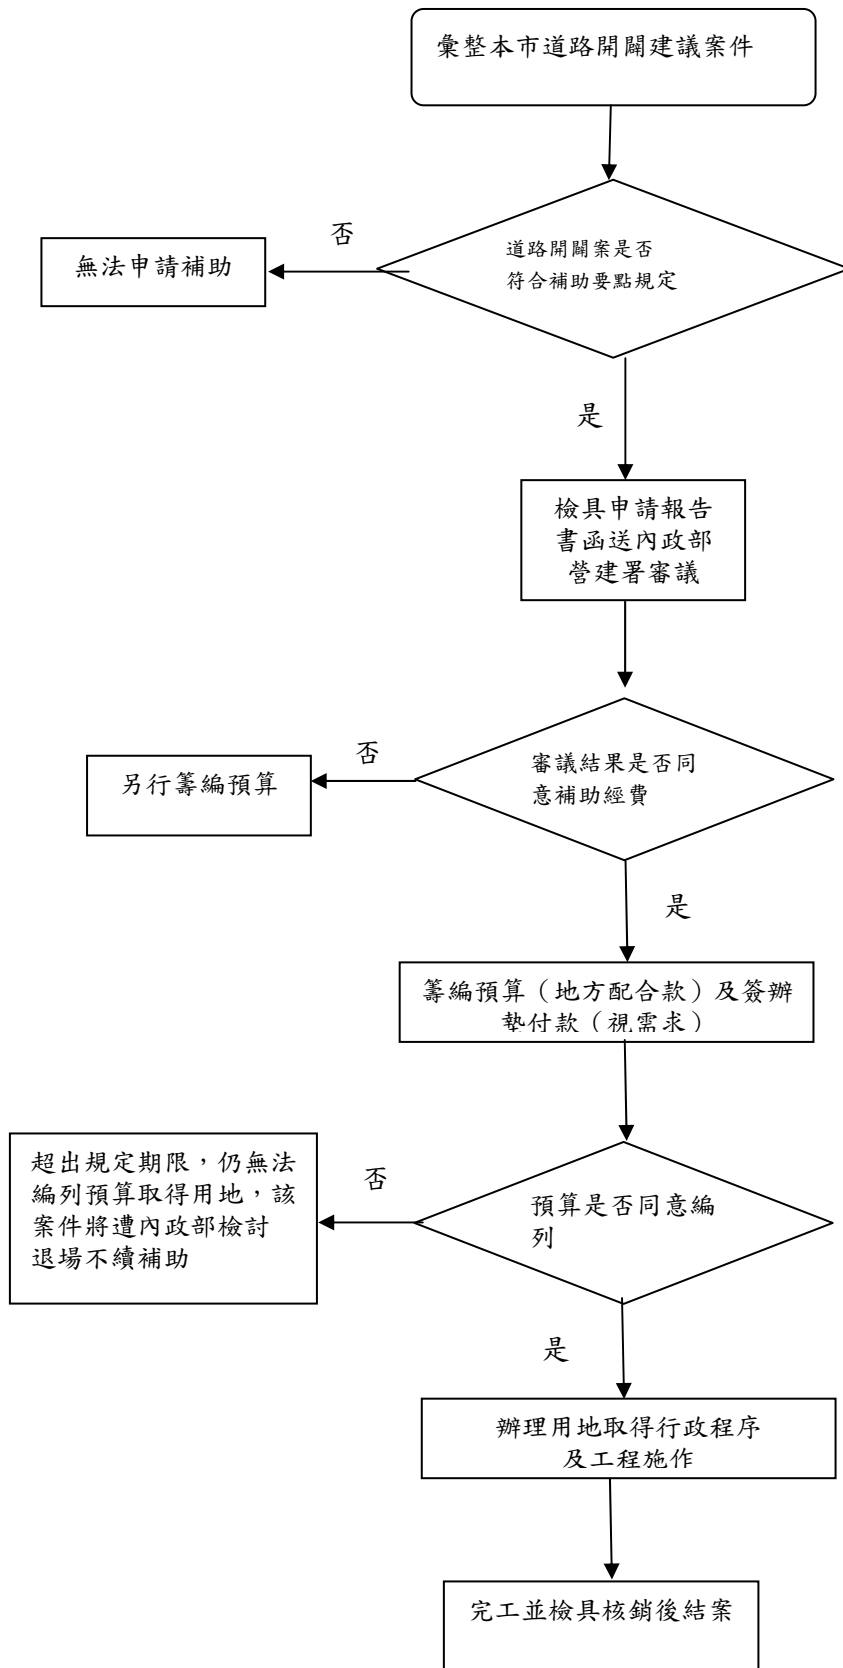 彙整本市道路開闢建議案件
否
無法申請補助
道路開闢案是否
符合補助要點規定
是
檢具申請報告
書函送內政部
營建署審議
否
另行籌編預算
審議結果是否同
意補助經費
是
籌編預算（地方配合款）及簽辦
墊付款（視需求）
超出規定期限，仍無法
編列預算取得用地，該
案件將遭內政部檢討
退場不續補助
否
預算是否同意編
列
是
辦理用地取得行政程序
及工程施作
完工並檢具核銷後結案